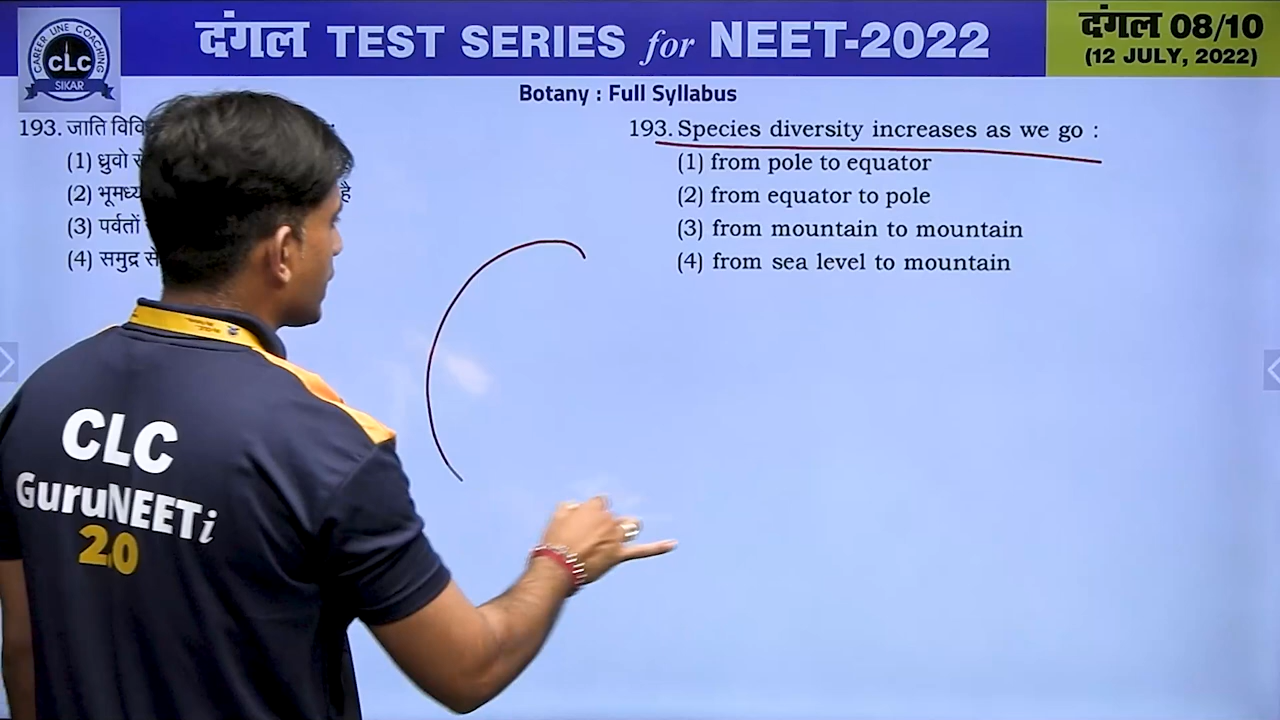 CAREER LINE COACHING
CLC
SIKAR
दंगल TEST SERIES for NEET-2022
दंगल 08/10
(12 JULY, 2022)
Botany : Full Syllabus
193. जाति
(1) ध्रुवो
(2)
है
(3) पर्वतों
(4) समुद्र से
193. Species diversity increases as we go :
(1) from pole to equator
(2) from equator to pole
(3) from mountain to mountain
(4) from sea level to mountain
CLC
GuruNEETi
2.0